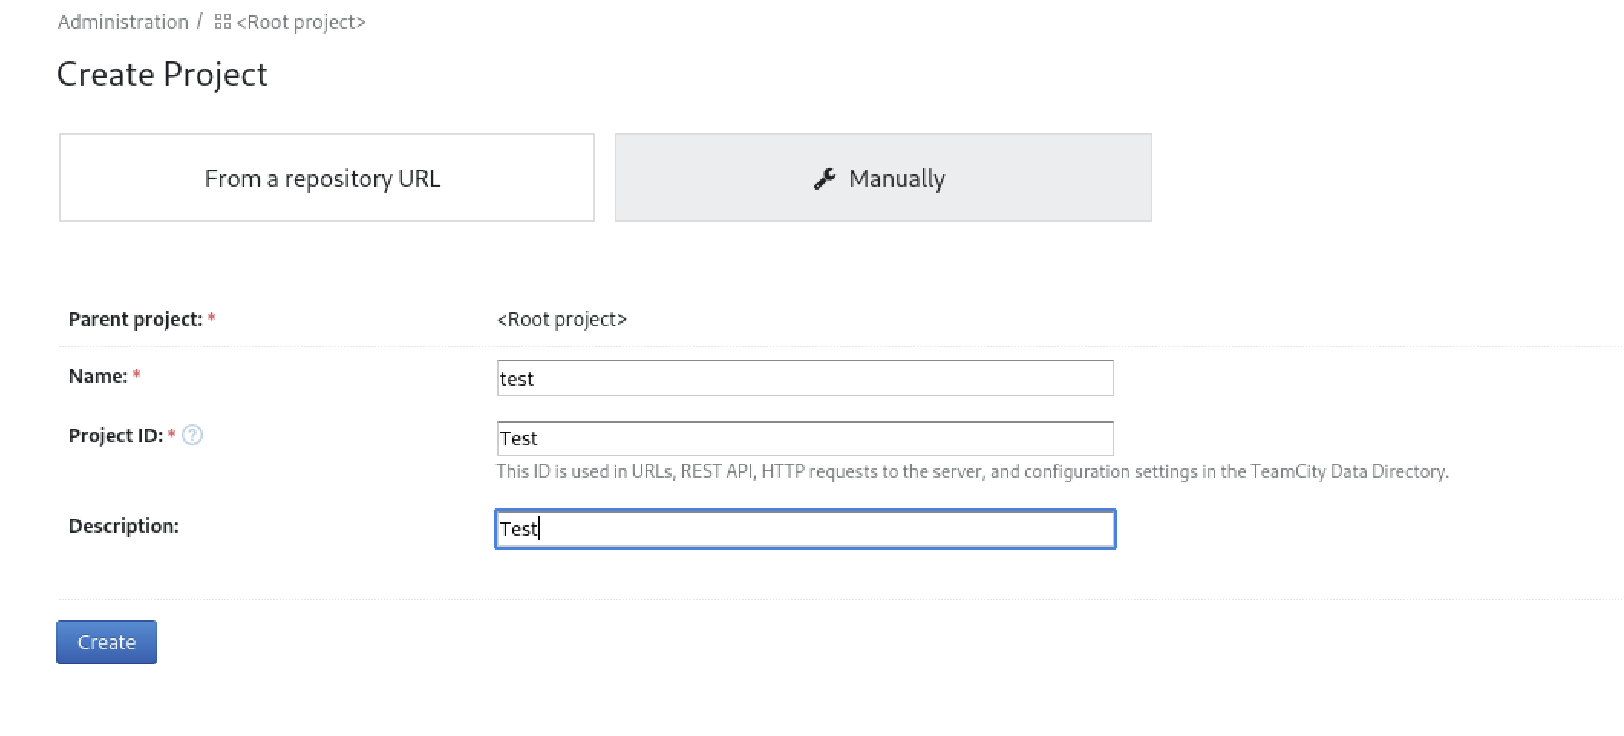 Administration / <Root project>
Create Project
From a repository URL
Manually
Parent project: * <Root project>
Name: * test
Project ID: * ? Test
This ID is used in URLs, REST API, HTTP requests to the server, and configuration settings in the TeamCity Data Directory.
Description: Test
Create